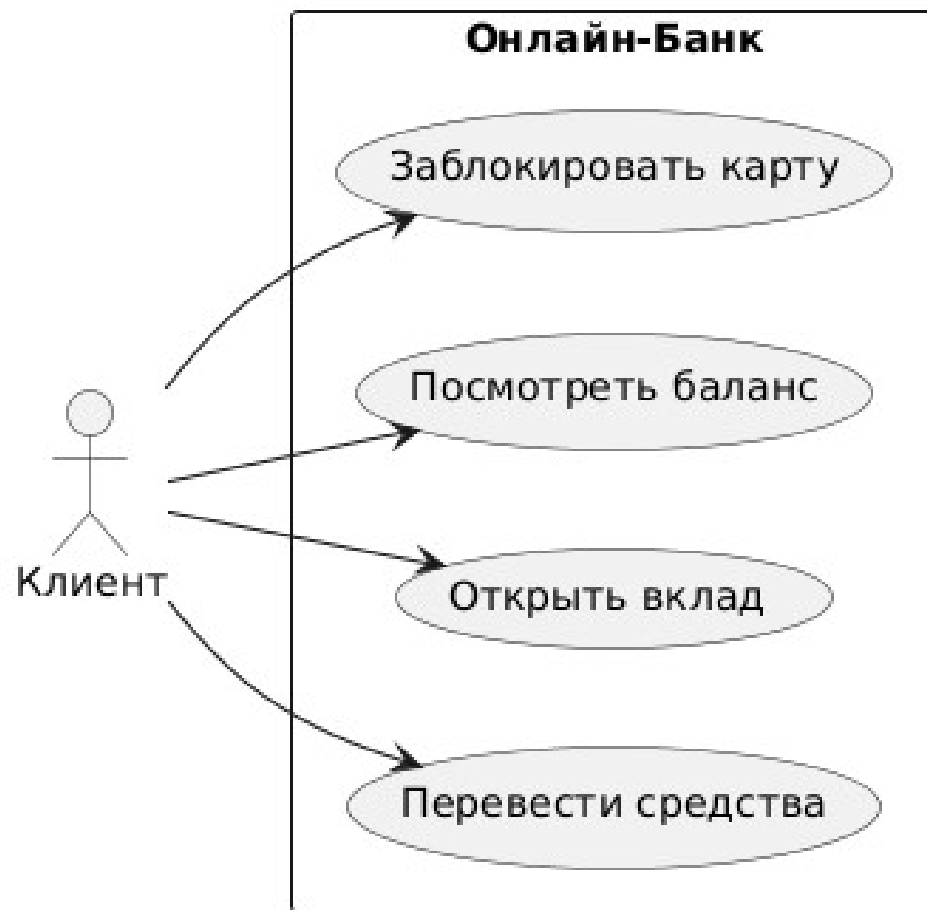 Онлайн-Банк
Заблокировать карту
Посмотреть баланс
Клиент
Открыть вклад
Перевести средства